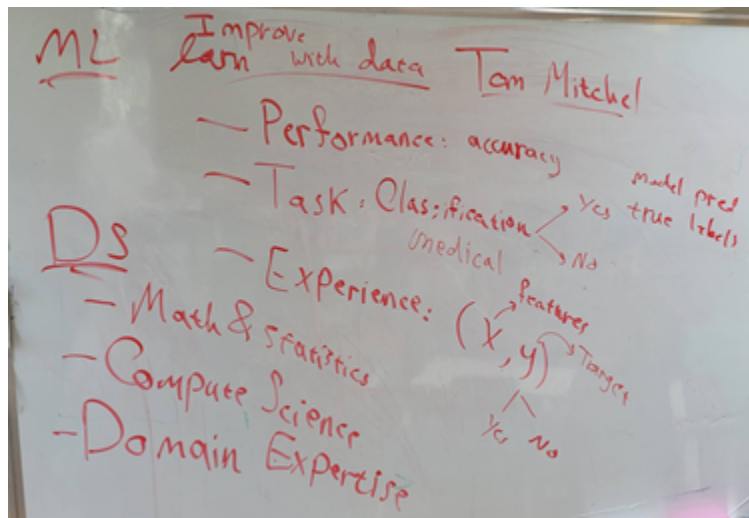 ML Improve
learn with data Tom Mitchel
- Performance: accuracy
- Task: Classification Yes No
model pred
true labels
medical
- Experience: (X, y)
features
Target
Yes No
DS
- Math & Statistics
- Compute Science
- Domain Expertise